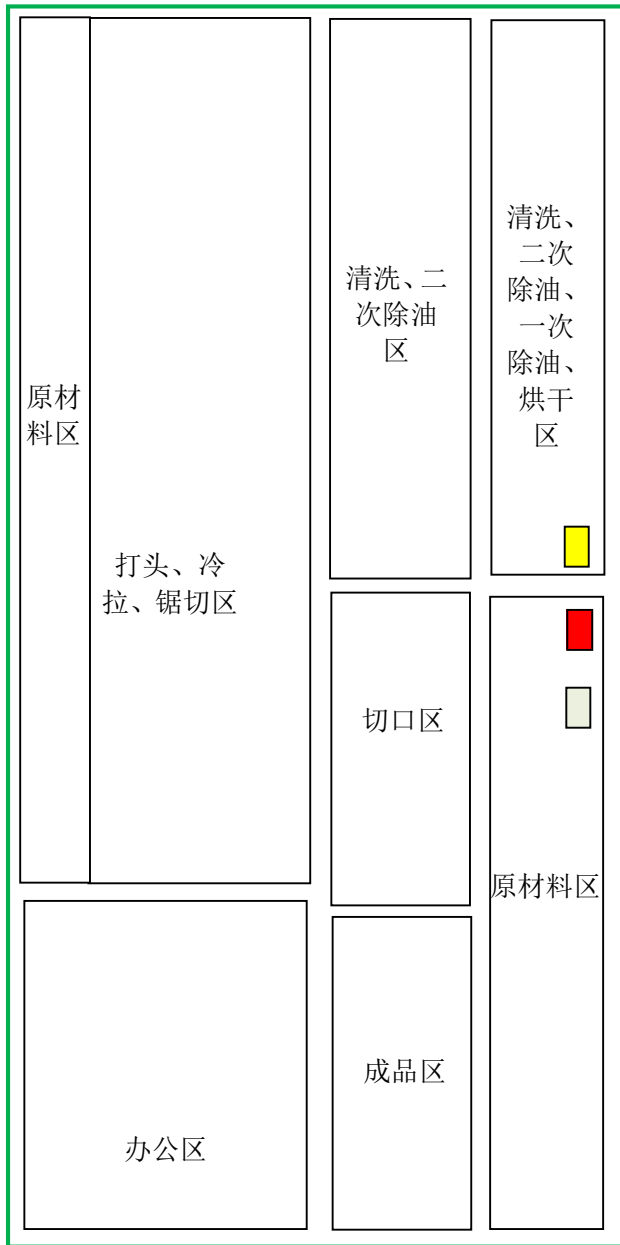 原材
料区
打头、冷
拉、锯切区
清洗、二
次除油
区
清洗、
二次
除油、
一次
除油、
烘干
区
切口区
原材料区
办公区
成品区